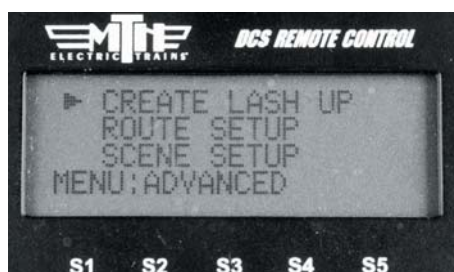 MTH DCS REMOTE CONTROL
ELECTRIC TRAINS
CREATE LASH UP
ROUTE SETUP
SCENE SETUP
MENU:ADVANCED
S1 S2 S3 S4 S5